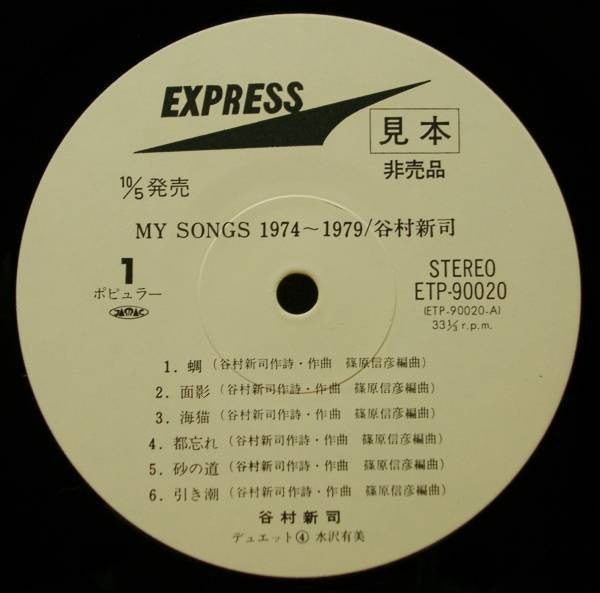 EXPRESS
見本
非売品
10/5発売
MY SONGS 1974〜1979/谷村新司
1
ポピュラー
JASRAC
STEREO
ETP-90020
(ETP-90020-A)
33⅓ r.p.m.
1. 蜩 (谷村新司作詩・作曲 篠原信彦編曲)
2. 面影 (谷村新司作詩・作曲 篠原信彦編曲)
3. 海猫 (谷村新司作詩・作曲 篠原信彦編曲)
4. 都忘れ (谷村新司作詩・作曲 篠原信彦編曲)
5. 砂の道 (谷村新司作詩・作曲 篠原信彦編曲)
6. 引き潮 (谷村新司作詩・作曲 篠原信彦編曲)
谷村新司
デュエット④ 水沢有美